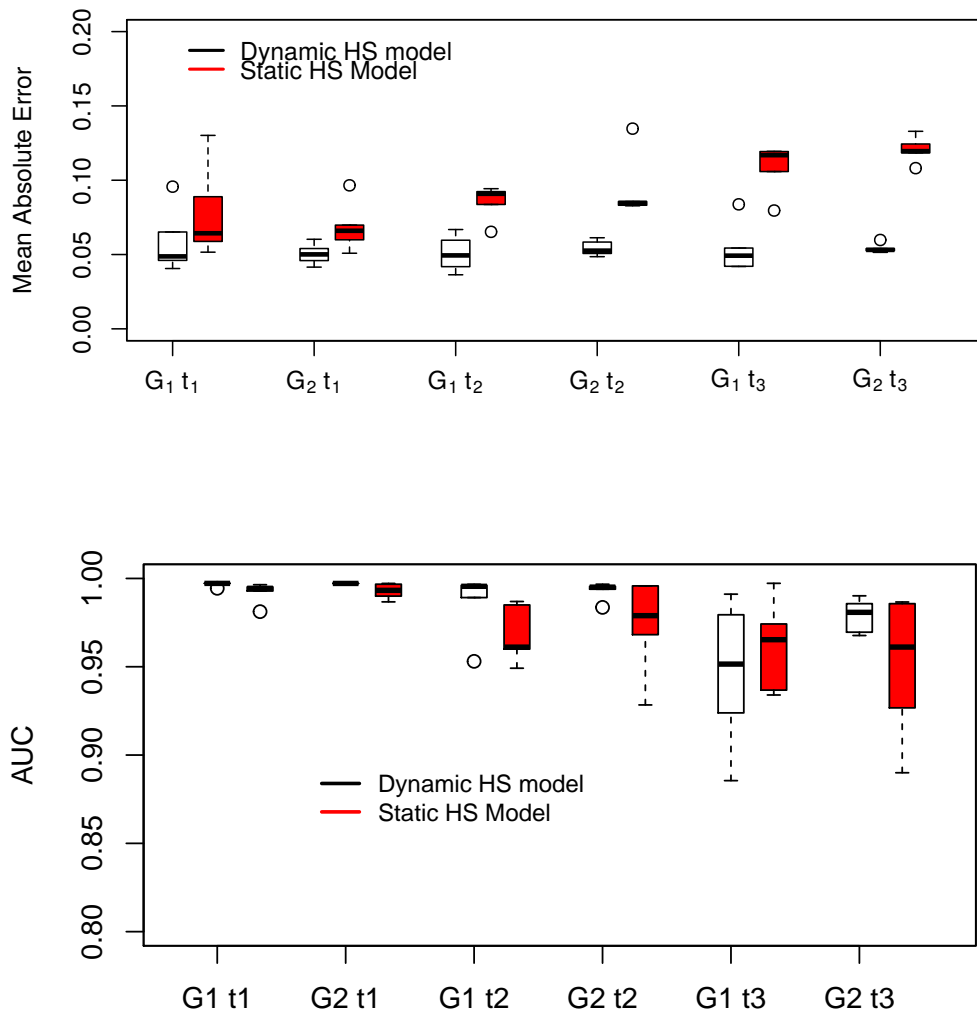 Mean Absolute Error
0.20
0.15
0.10
0.05
0.00
Dynamic HS model
Static HS Model
G₁ t₁ G₂ t₁ G₁ t₂ G₂ t₂ G₁ t₃ G₂ t₃
AUC
1.00
0.95
0.90
0.85
0.80
Dynamic HS model
Static HS Model
G1 t1 G2 t1 G1 t2 G2 t2 G1 t3 G2 t3